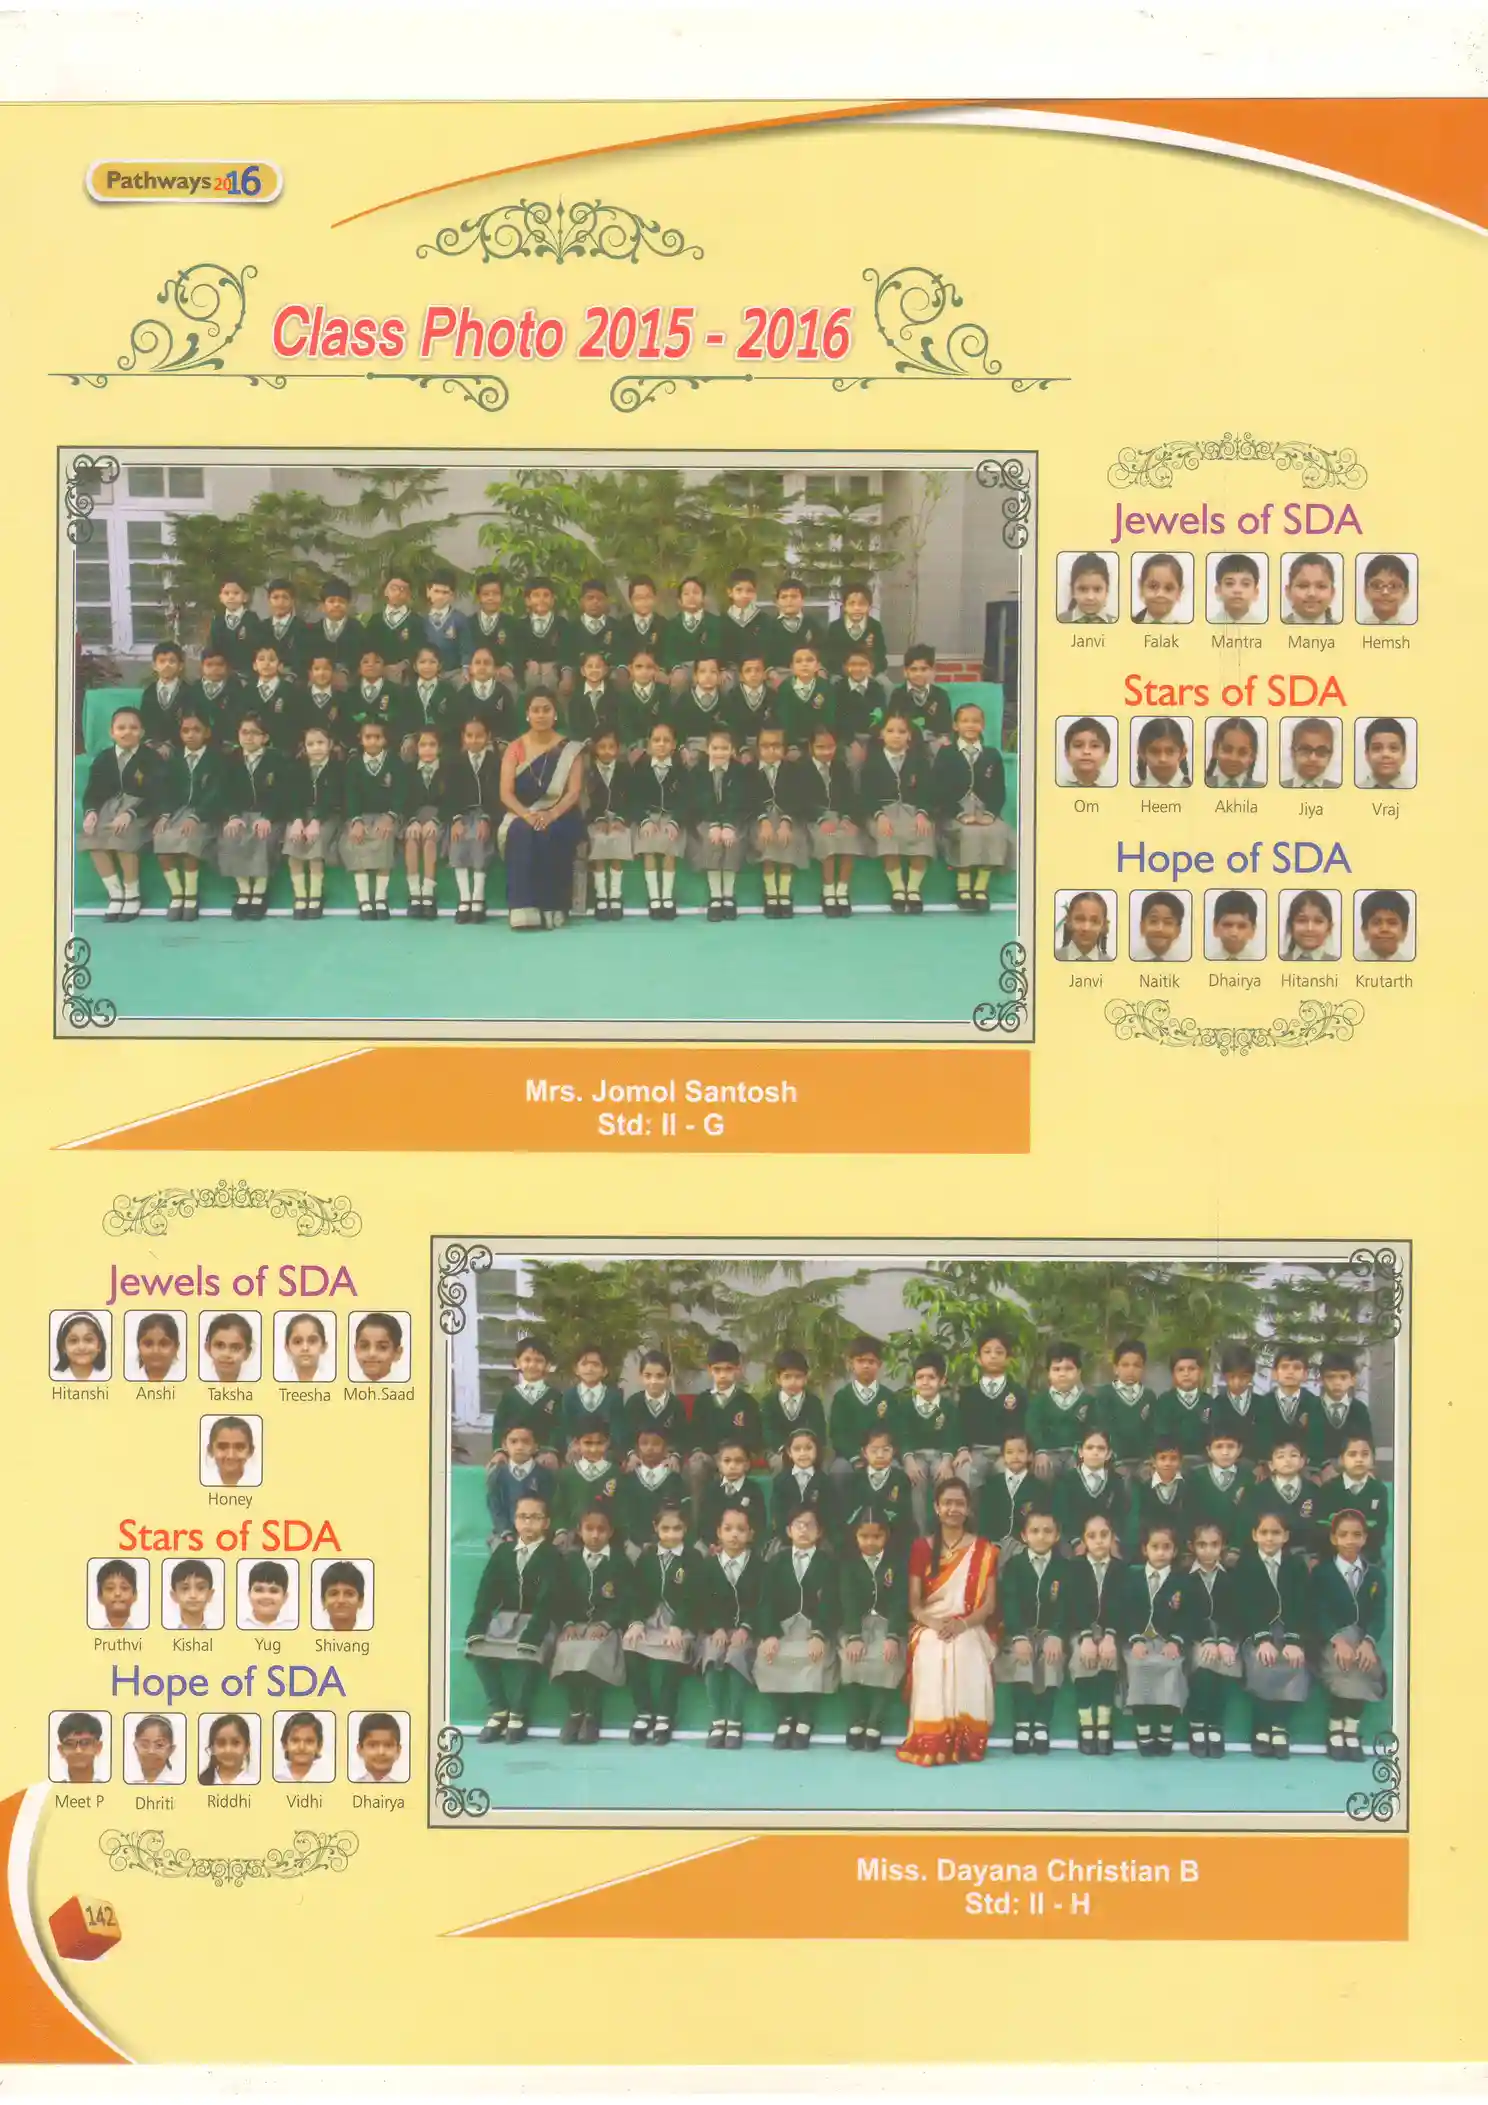 Pathways 2016
Class Photo 2015 - 2016
Jewels of SDA
Janvi Falak Mantra Manya Hemsh
Stars of SDA
Om Heem Akhila Jiya Vraj
Hope of SDA
Janvi Naitik Dhairya Hitanshi Krutarth
Mrs. Jomol Santosh
Std: II - G
Jewels of SDA
Hitanshi Anshi Taksha Treesha Moh.Saad
Honey
Stars of SDA
Pruthvi Kishal Yug Shivang
Hope of SDA
Meet P Dhriti Riddhi Vidhi Dhairya
Miss. Dayana Christian B
Std: II - H
142